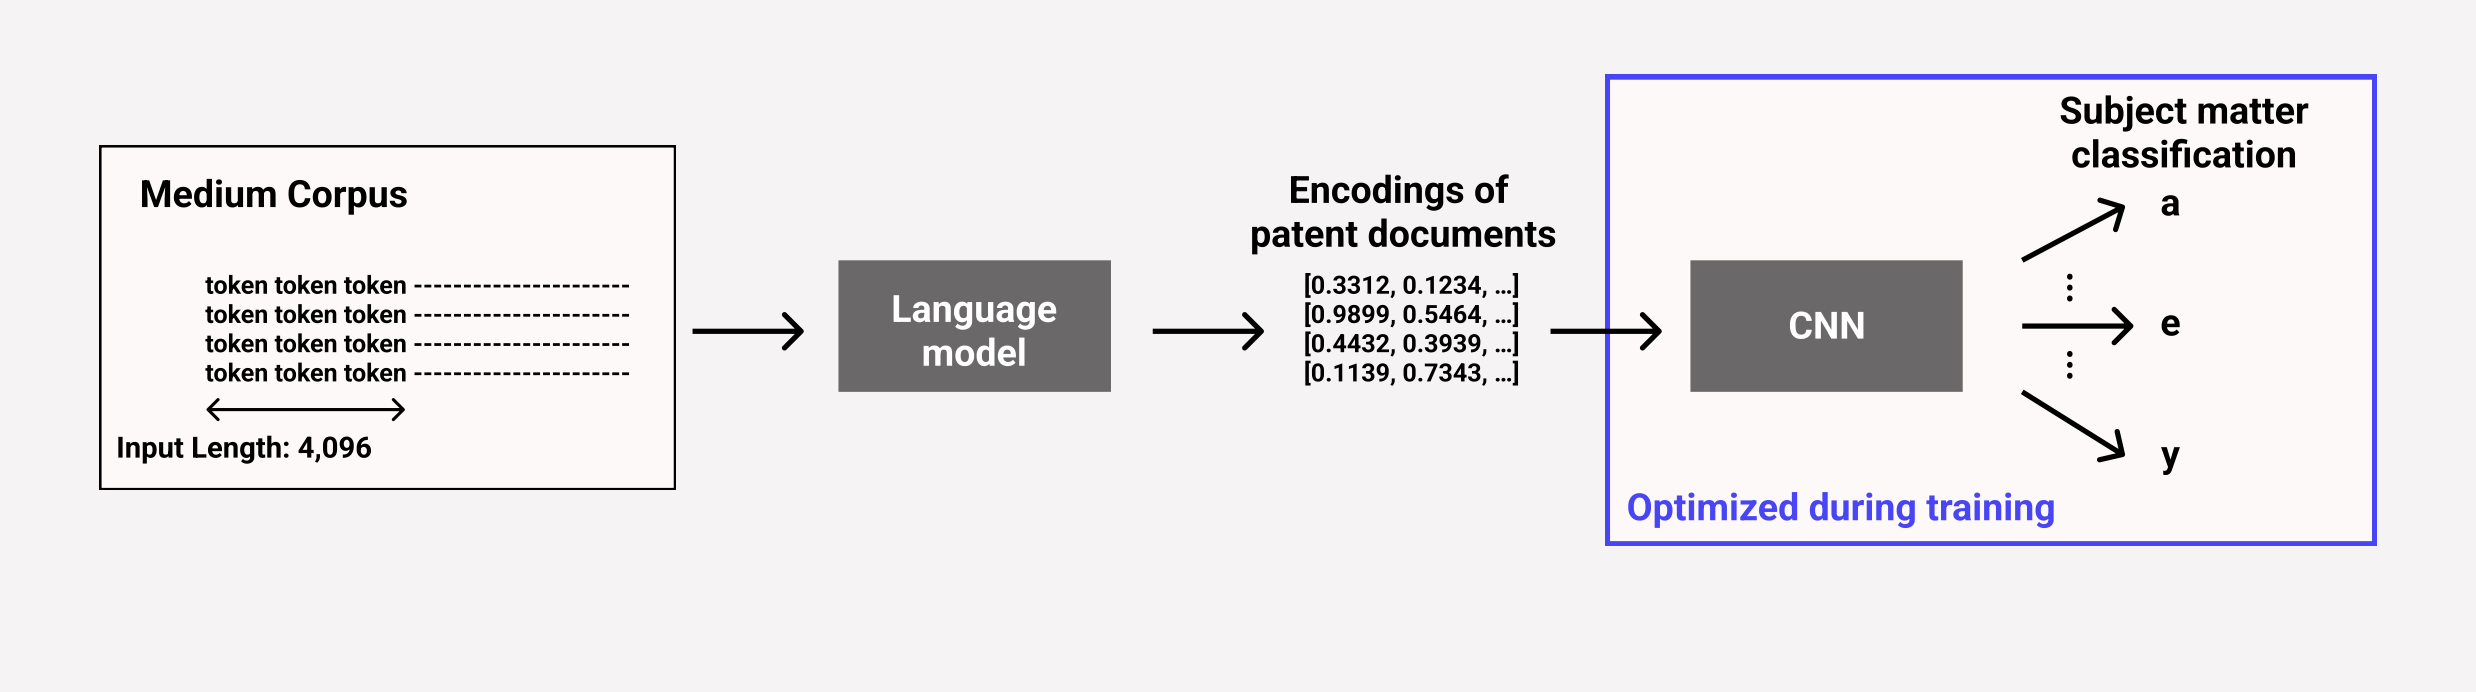 Medium Corpus
token token token ----------------------
token token token ----------------------
token token token ----------------------
token token token ----------------------
Input Length: 4,096
Language
model
Encodings of
patent documents
[0.3312, 0.1234, ...]
[0.9899, 0.5464, ...]
[0.4432, 0.3939, ...]
[0.1139, 0.7343, ...]
CNN
Subject matter
classification
a
e
y
Optimized during training